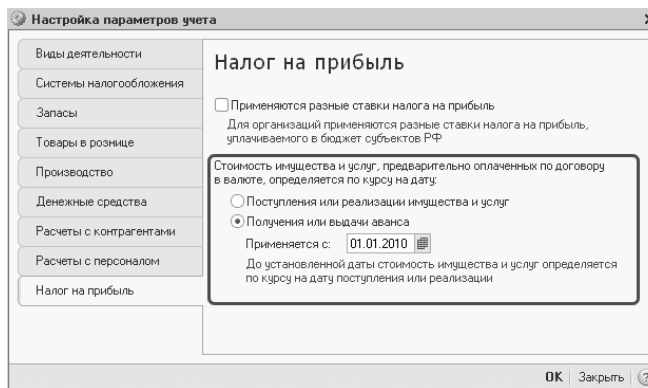 Настройка параметров учета
Виды деятельности
Системы налогообложения
Запасы
Товары в рознице
Производство
Денежные средства
Расчеты с контрагентами
Расчеты с персоналом
Налог на прибыль
Налог на прибыль
Применяются разные ставки налога на прибыль
Для организаций применяются разные ставки налога на прибыль,
уплачиваемого в бюджет субъектов РФ
Стоимость имущества и услуг, предварительно оплаченных по договору
в валюте, определяется по курсу на дату:
Поступления или реализации имущества и услуг
Получения или выдачи аванса
Применяется с: 01.01.2010
До установленной даты стоимость имущества и услуг определяется
по курсу на дату поступления или реализации
OK Закрыть ?